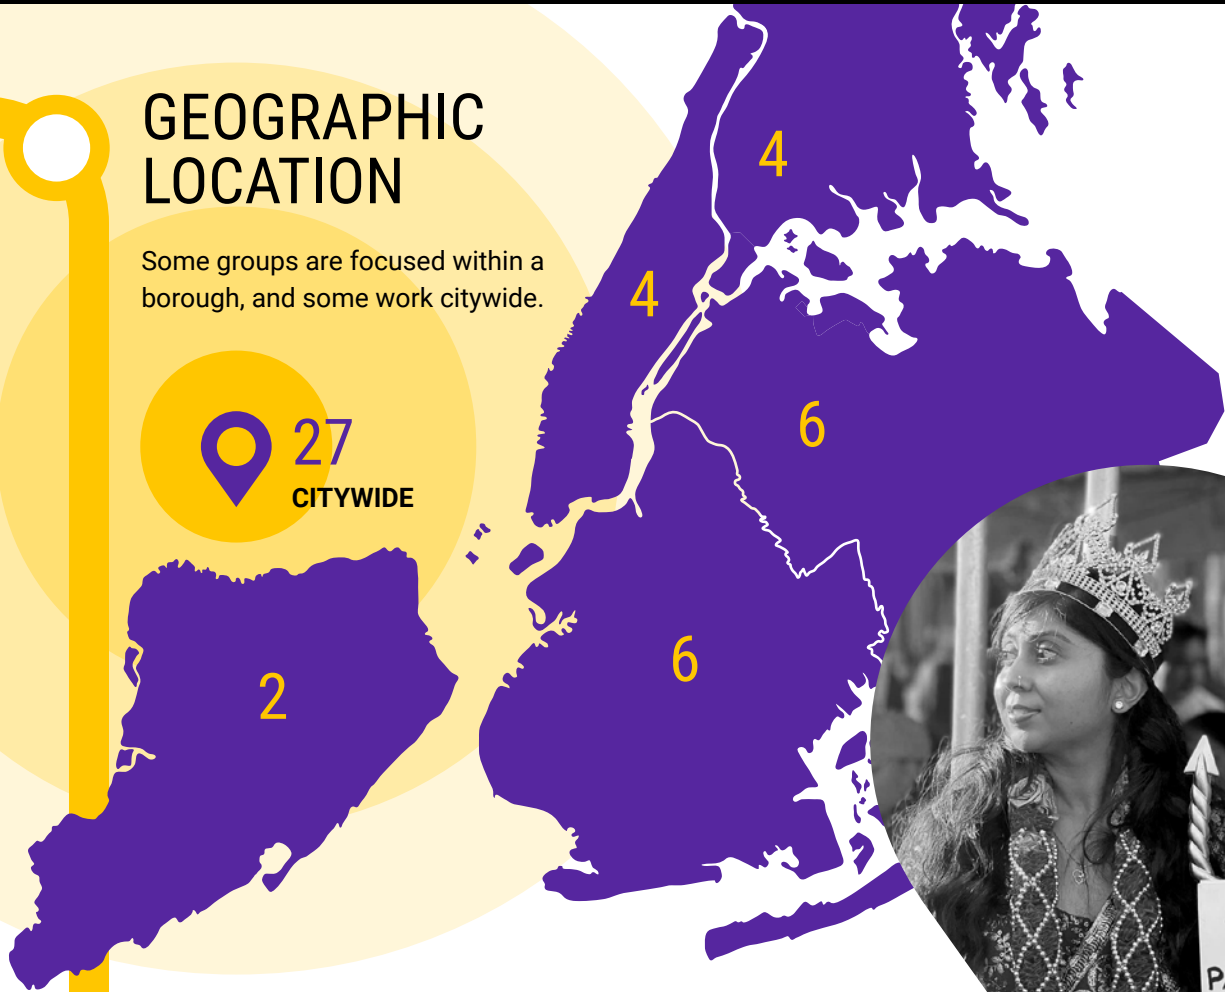 GEOGRAPHIC
LOCATION
Some groups are focused within a
borough, and some work citywide.
27
CITYWIDE
4
4
6
6
2